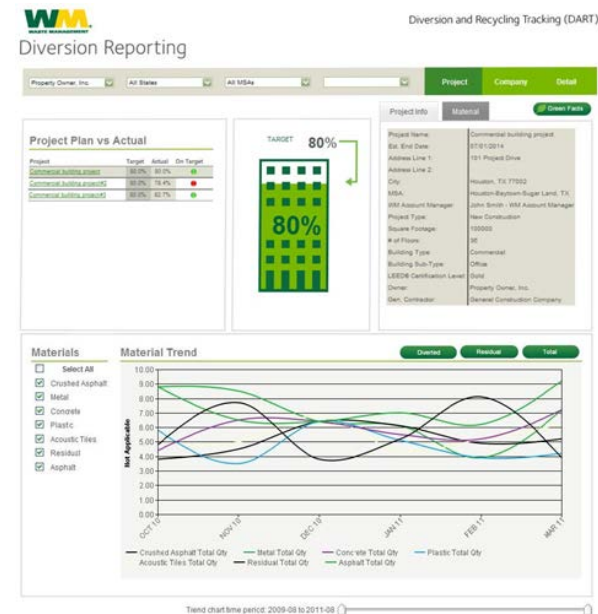 WM
WASTE MANAGEMENT
Diversion and Recycling Tracking (DART)
Diversion Reporting
Property Owner, Inc.
All States
All MSAs
Project
Company
Detail
Project Info
Material
Green Facts
Project Plan vs Actual
Project Target Actual On Target
Commercial building project 80.0% 80.0%
Commercial building project#2 80.0% 78.4%
Commercial building project#3 80.0% 82.7%
TARGET 80%
80%
Project Name: Commercial building project
Est. End Date: 07/01/2014
Address Line 1: 101 Project Drive
Address Line 2:
City: Houston, TX 77002
MSA: Houston-Baytown-Sugar Land, TX
WM Account Manager: John Smith - WM Account Manager
Project Type: New Construction
Square Footage: 100000
# of Floors:
Building Type: Commercial
Building Sub-Type: Office
LEED® Certification Level: Gold
Owner: Property Owner, Inc.
Gen. Contractor: General Construction Company
Materials
Select All
Crushed Asphalt
Metal
Concrete
Plastic
Acoustic Tiles
Residual
Asphalt
Material Trend
Diverted
Residual
Total
Not Applicable
10.00
9.00
8.00
7.00
6.00
5.00
4.00
3.00
2.00
1.00
0.00
OCT 10
NOV 10
DEC 10
JAN 11
FEB 11
MAR 11
Crushed Asphalt Total Qty Metal Total Qty Concrete Total Qty Plastic Total Qty
Acoustic Tiles Total Qty Residual Total Qty Asphalt Total Qty
Trend chart time period: 2009-08 to 2011-08